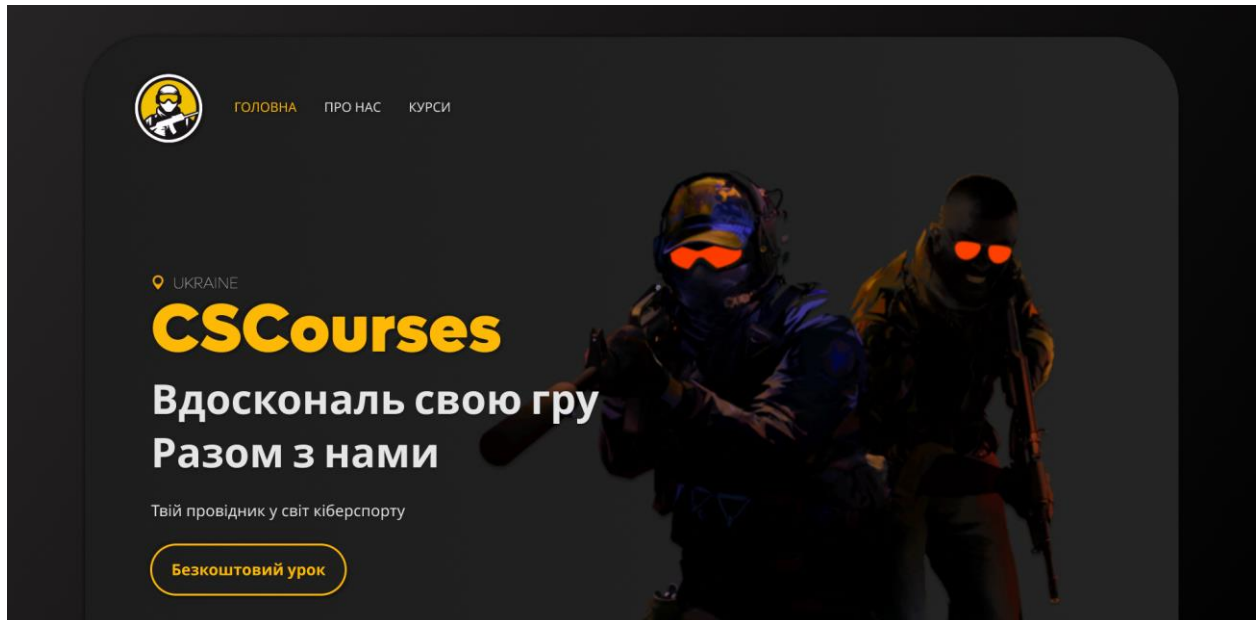 ГОЛОВНА ПРО НАС КУРСИ
UKRAINE
CSCourses
Вдоскональ свою гру
Разом з нами
Твій провідник у світ кіберспорту
Безкоштовий урок